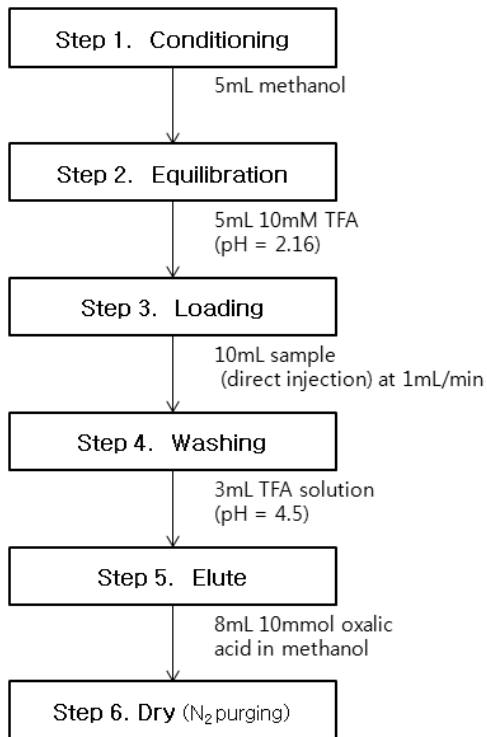 Step 1. Conditioning
5mL methanol
Step 2. Equilibration
5mL 10mM TFA
(pH = 2.16)
Step 3. Loading
10mL sample
(direct injection) at 1mL/min
Step 4. Washing
3mL TFA solution
(pH = 4.5)
Step 5. Elute
8mL 10mmol oxalic
acid in methanol
Step 6. Dry (N₂ purging)